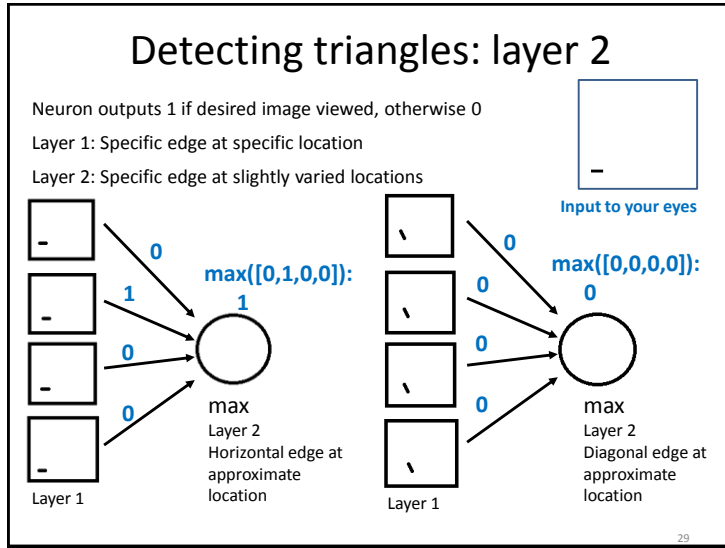 Detecting triangles: layer 2
Neuron outputs 1 if desired image viewed, otherwise 0
Layer 1: Specific edge at specific location
Layer 2: Specific edge at slightly varied locations
Input to your eyes
0
1
0
0
max([0,1,0,0]):
1
max
Layer 2
Horizontal edge at
approximate
location
Layer 1
0
0
0
0
max([0,0,0,0]):
0
max
Layer 2
Diagonal edge at
approximate
location
Layer 1
29